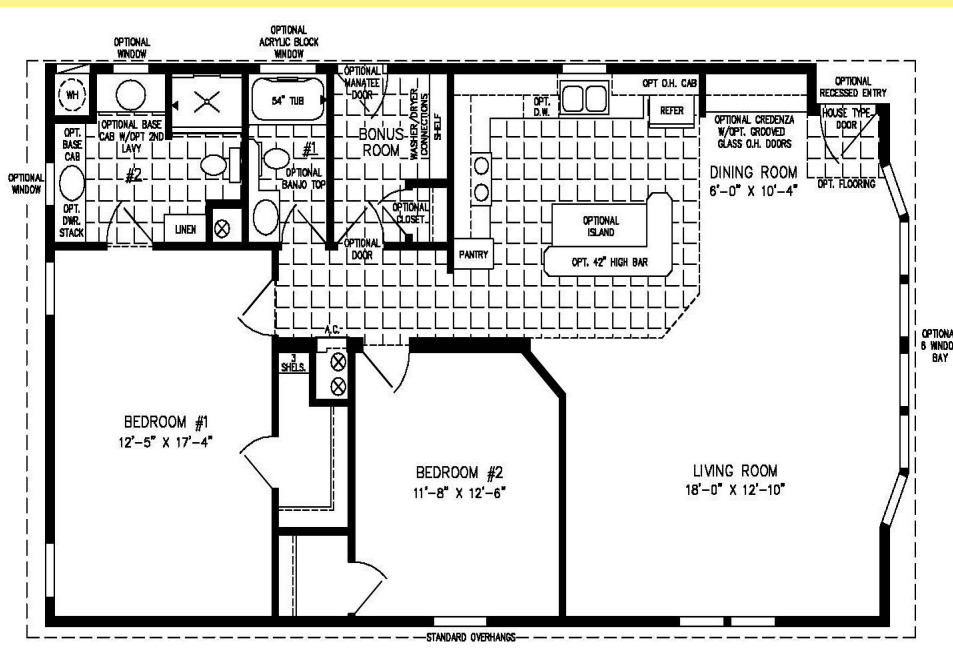 OPTIONAL
WINDOW
OPTIONAL
ACRYLIC BLOCK
WINDOW
WH
OPTIONAL BASE
CAB W/OPT 2ND
LAVY
OPT.
BASE
CAB
#2
OPTIONAL
WINDOW
OPT.
DWR.
STACK
LINEN
54" TUB
#1
OPTIONAL
BANJO TOP
OPTIONAL
MANATEE
DOOR
BONUS
ROOM
WASHER/DRYER
CONNECTIONS
SHELF
OPTIONAL
CLOSET
OPTIONAL
DOOR
OPT.
D.W.
OPT O.H. CAB
REFER
OPTIONAL
ISLAND
OPT. 42" HIGH BAR
PANTRY
OPTIONAL CREDENZA
W/OPT. GROOVED
GLASS O.H. DOORS
DINING ROOM
6'-0" X 10'-4"
OPTIONAL
RECESSED ENTRY
HOUSE TYPE
DOOR
OPT. FLOORING
OPTIONA
6 WINDO
BAY
A.C.
3
SHELS.
BEDROOM #1
12'-5" X 17'-4"
BEDROOM #2
11'-8" X 12'-6"
LIVING ROOM
18'-0" X 12'-10"
STANDARD OVERHANGS